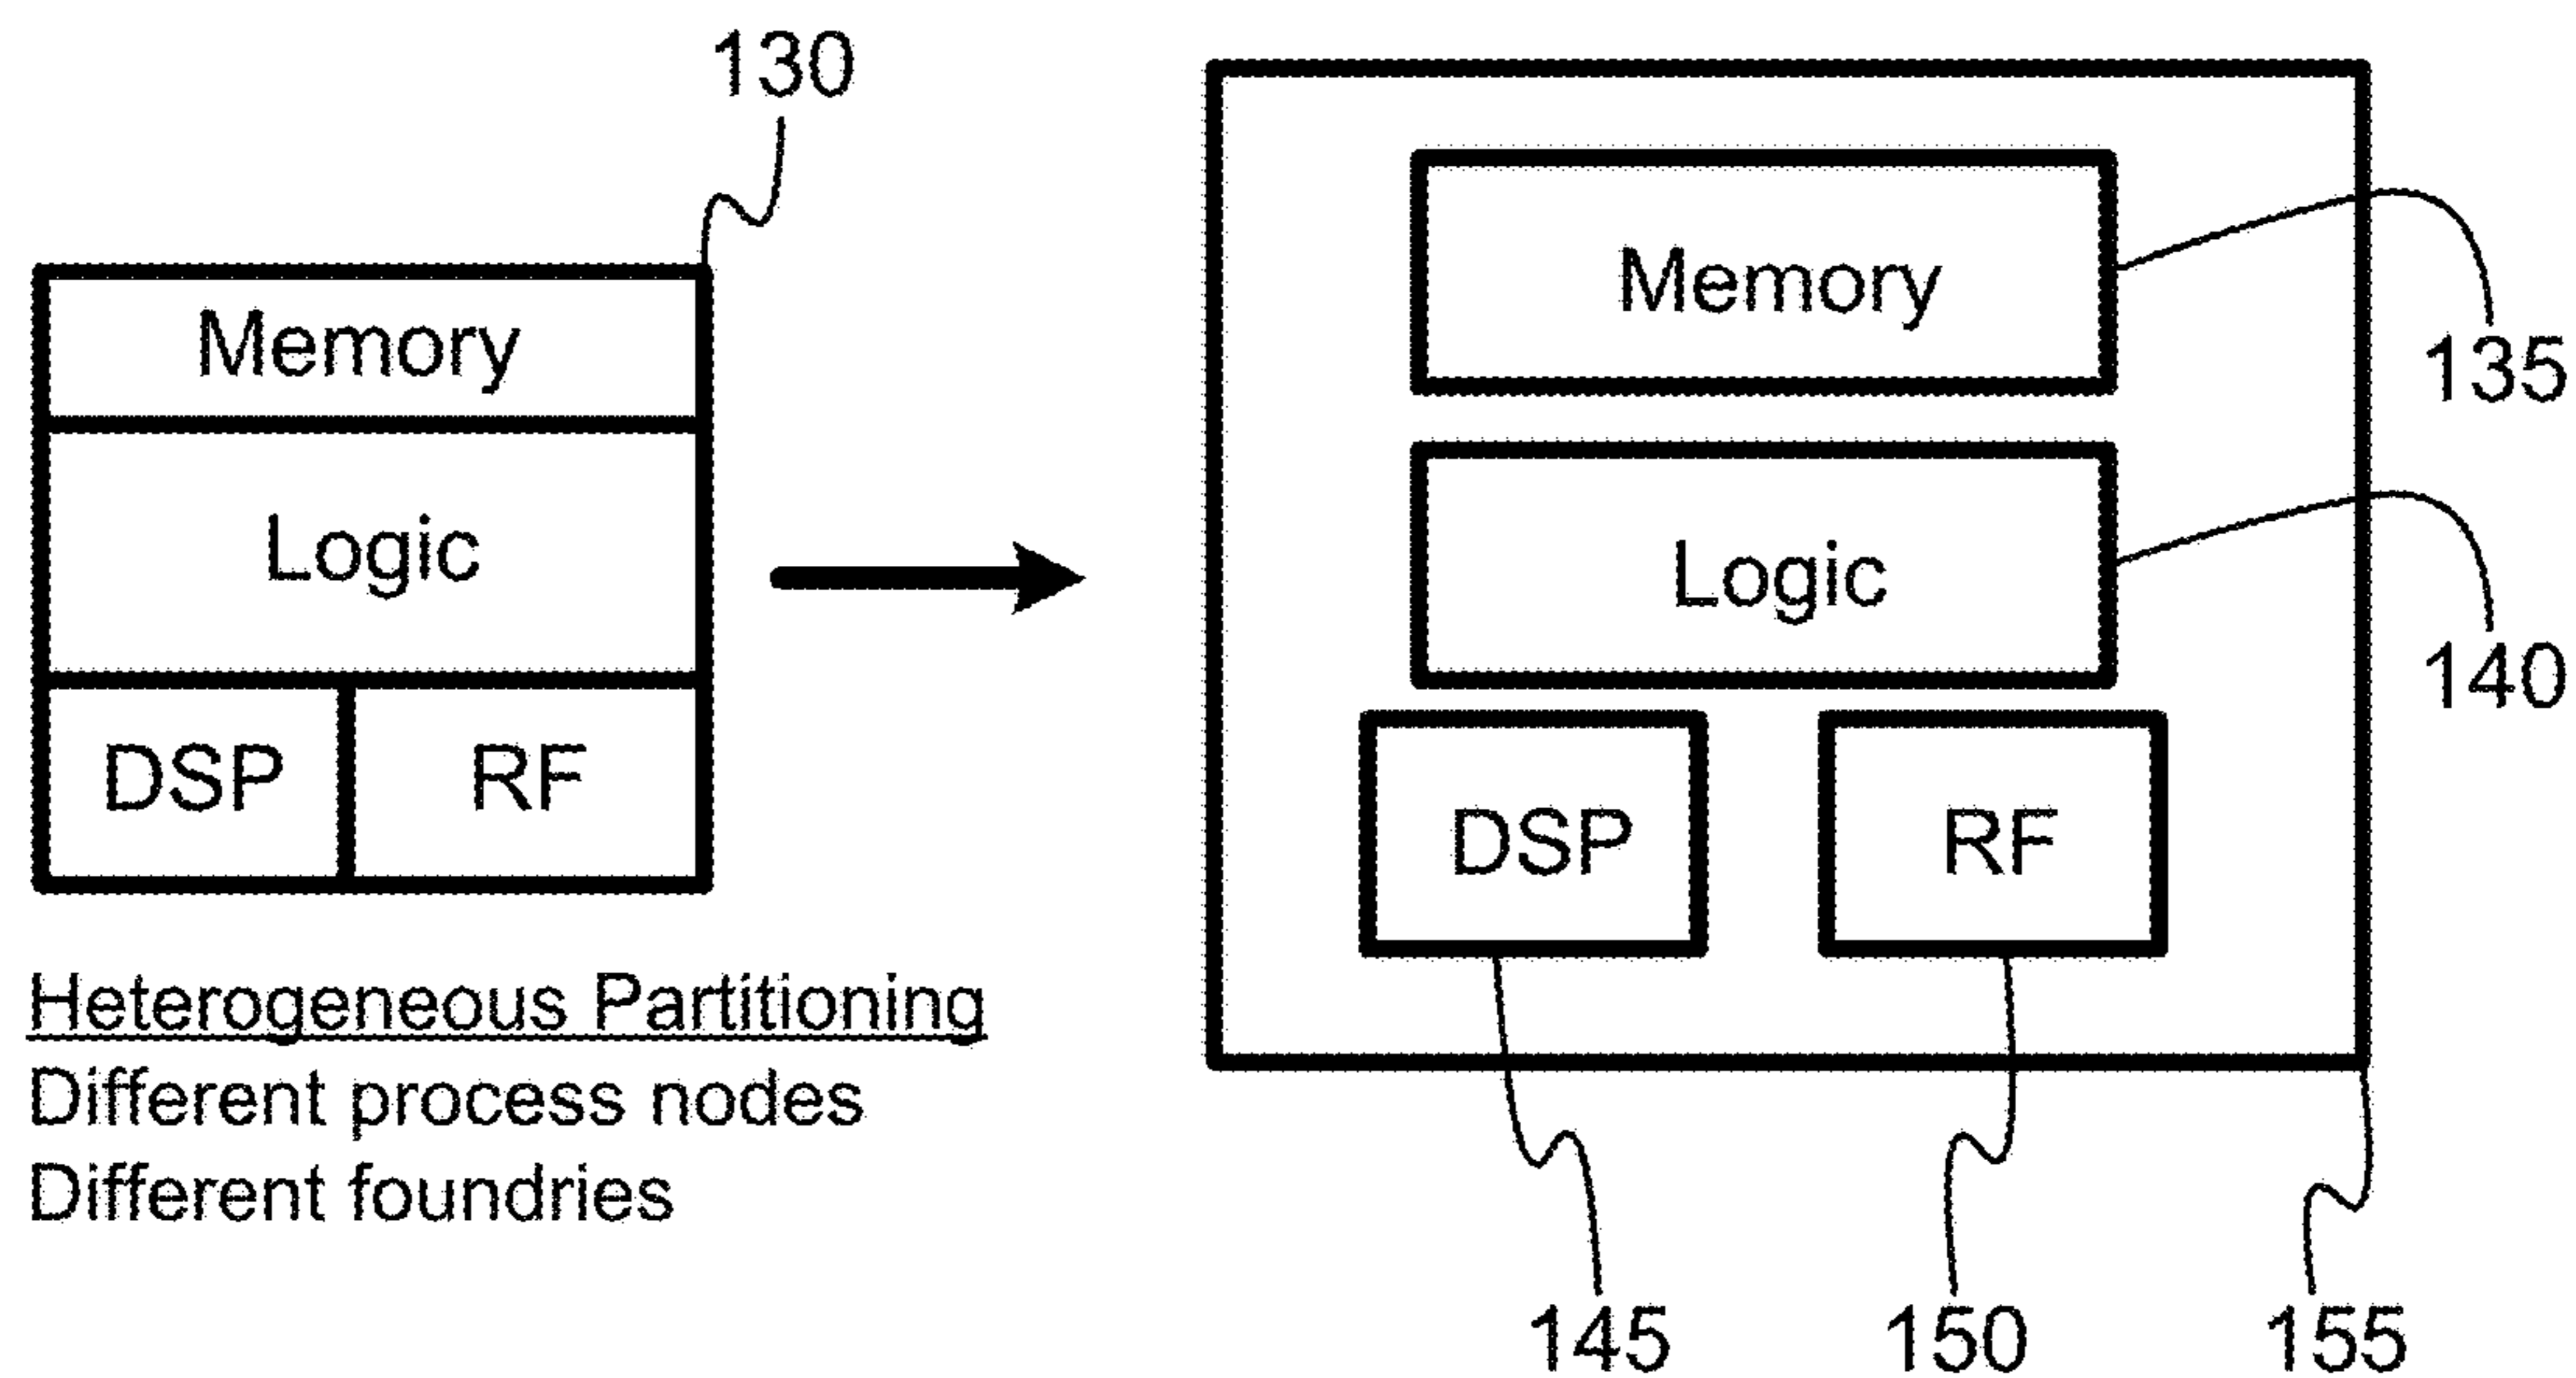 130
Memory
Logic
DSP RF
Heterogeneous Partitioning
Different process nodes
Different foundries
Memory
135
Logic
140
DSP RF
145 150 155